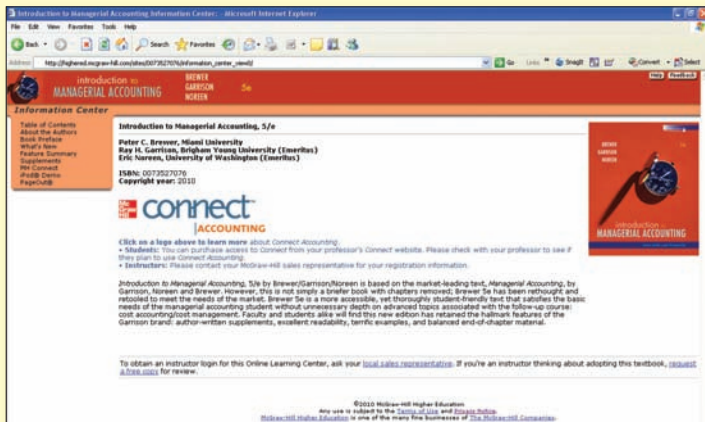 Introduction to Managerial Accounting Information Center: - Microsoft Internet Explorer
File Edit View Favorites Tools Help
Back Search Favorites
Address http://highered.mcgraw-hill.com/sites/0073527076/information_center_view0/ Go Links SnagIt Convert Select
introduction to
MANAGERIAL ACCOUNTING
BREWER
GARRISON
NOREEN
5e
Help Feedback
Information Center
Table of Contents
About the Authors
Book Preface
What's New
Feature Summary
Supplements
MH Connect
iPod® Demo
PageOut®
Introduction to Managerial Accounting, 5/e
Peter C. Brewer, Miami University
Ray H. Garrison, Brigham Young University (Emeritus)
Eric Noreen, University of Washington (Emeritus)
ISBN: 0073527076
Copyright year: 2010
Mc
Graw
Hill
connect
ACCOUNTING
Click on a logo above to learn more about Connect Accounting.
• Students: You can purchase access to Connect from your professor's Connect website. Please check with your professor to see if
they plan to use Connect Accounting.
• Instructors: Please contact your McGraw-Hill sales representative for your registration information.
Introduction to Managerial Accounting, 5/e by Brewer/Garrison/Noreen is based on the market-leading text, Managerial Accounting, by
Garrison, Noreen and Brewer. However, this is not simply a briefer book with chapters removed; Brewer 5e has been rethought and
retooled to meet the needs of the market. Brewer 5e is a more accessible, yet thoroughly student-friendly text that satisfies the basic
needs of the managerial accounting student without unnecessary depth on advanced topics associated with the follow-up course:
cost accounting/cost management. Faculty and students alike will find this new edition has retained the hallmark features of the
Garrison brand: author-written supplements, excellent readability, terrific examples, and balanced end-of-chapter material.
BREWER
GARRISON
NOREEN
5e
introduction to
MANAGERIAL ACCOUNTING
To obtain an instructor login for this Online Learning Center, ask your local sales representative. If you're an instructor thinking about adopting this textbook, request
a free copy for review.
©2010 McGraw-Hill Higher Education
Any use is subject to the Terms of Use and Privacy Notice.
McGraw-Hill Higher Education is one of the many fine businesses of The McGraw-Hill Companies.